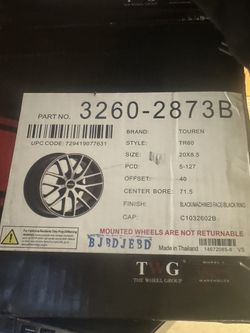 PART NO. 3260-2873B
UPC CODE: 729419077631
BRAND: TOUREN
STYLE: TR60
SIZE: 20X8.5
PCD: 5-127
OFFSET: 40
CENTER BORE: 71.5
FINISH: BLACK/MACHINED FACE/BLACK RING
CAP: C1032602B
MOUNTED WHEELS ARE NOT RETURNABLE
BJBDJEBD
Made in Thailand
TWG
THE WHEEL GROUP